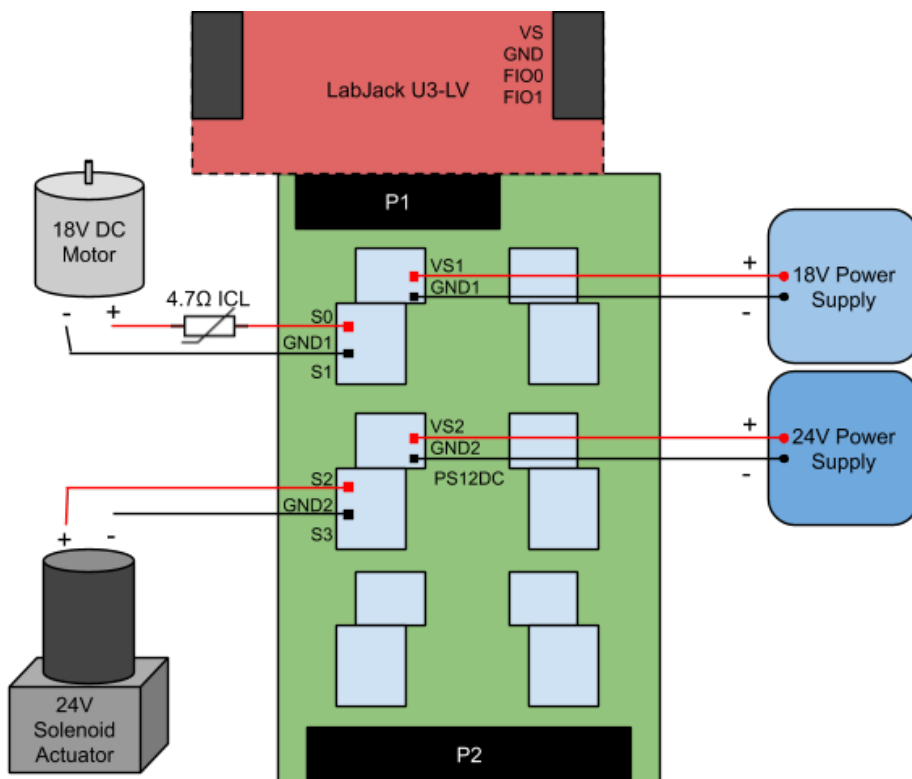 VS
GND
FIO0
FIO1
LabJack U3-LV
P1
18V DC
Motor
- +
4.7Ω ICL
S0
GND1
S1
VS1
GND1
+
-
18V Power
Supply
VS2
GND2
PS12DC
+
-
24V Power
Supply
S2
GND2
S3
+ -
24V
Solenoid
Actuator
P2